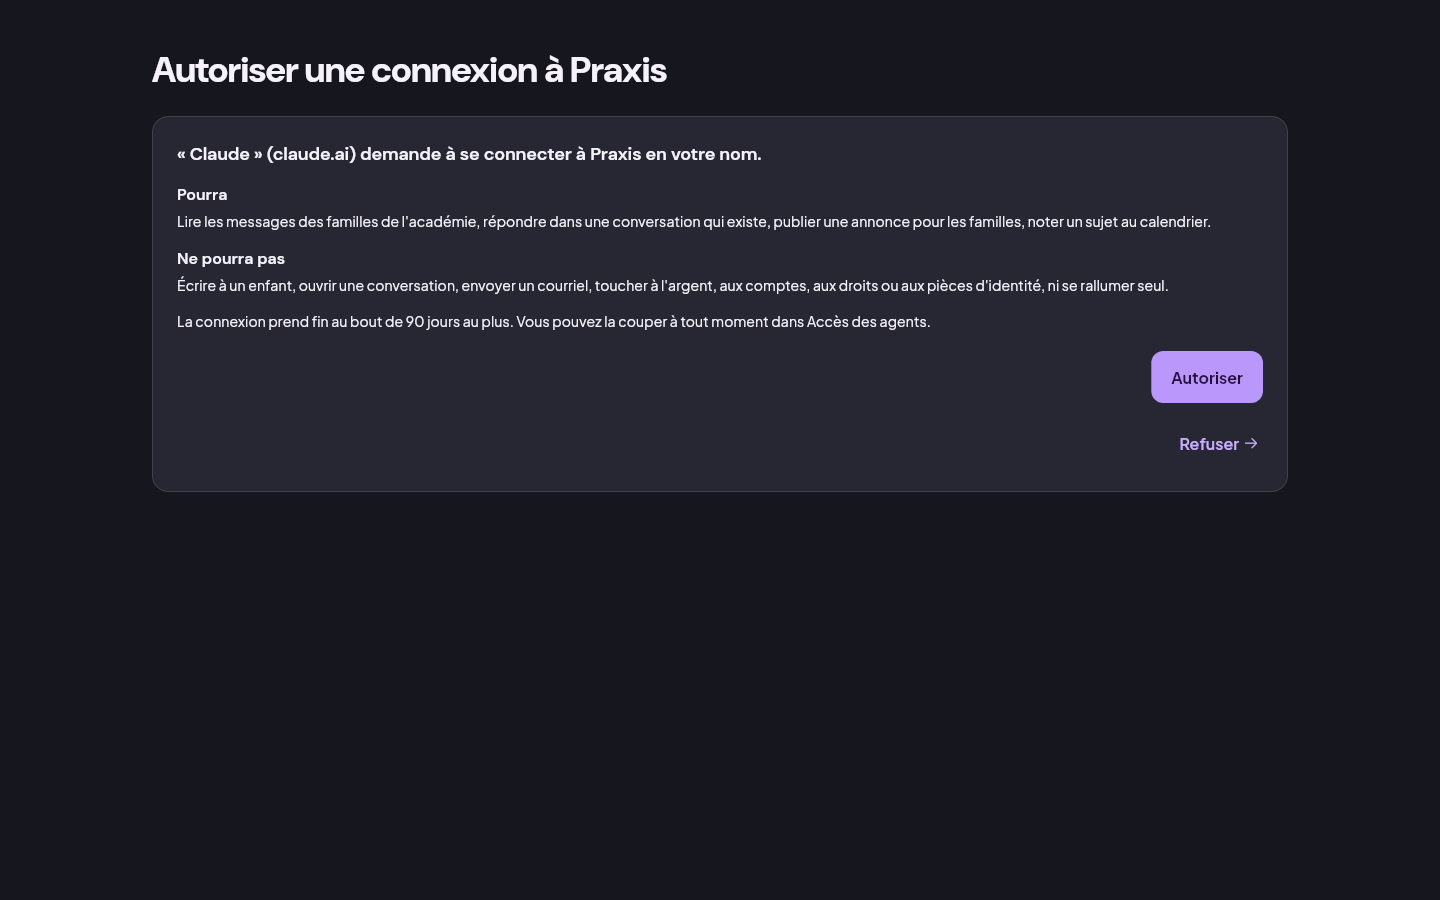 Autoriser une connexion à Praxis
« Claude » (claude.ai) demande à se connecter à Praxis en votre nom.
Pourra
Lire les messages des familles de l'académie, répondre dans une conversation qui existe, publier une annonce pour les familles, noter un sujet au calendrier.
Ne pourra pas
Écrire à un enfant, ouvrir une conversation, envoyer un courriel, toucher à l'argent, aux comptes, aux droits ou aux pièces d'identité, ni se rallumer seul.
La connexion prend fin au bout de 90 jours au plus. Vous pouvez la couper à tout moment dans Accès des agents.
Autoriser
Refuser →